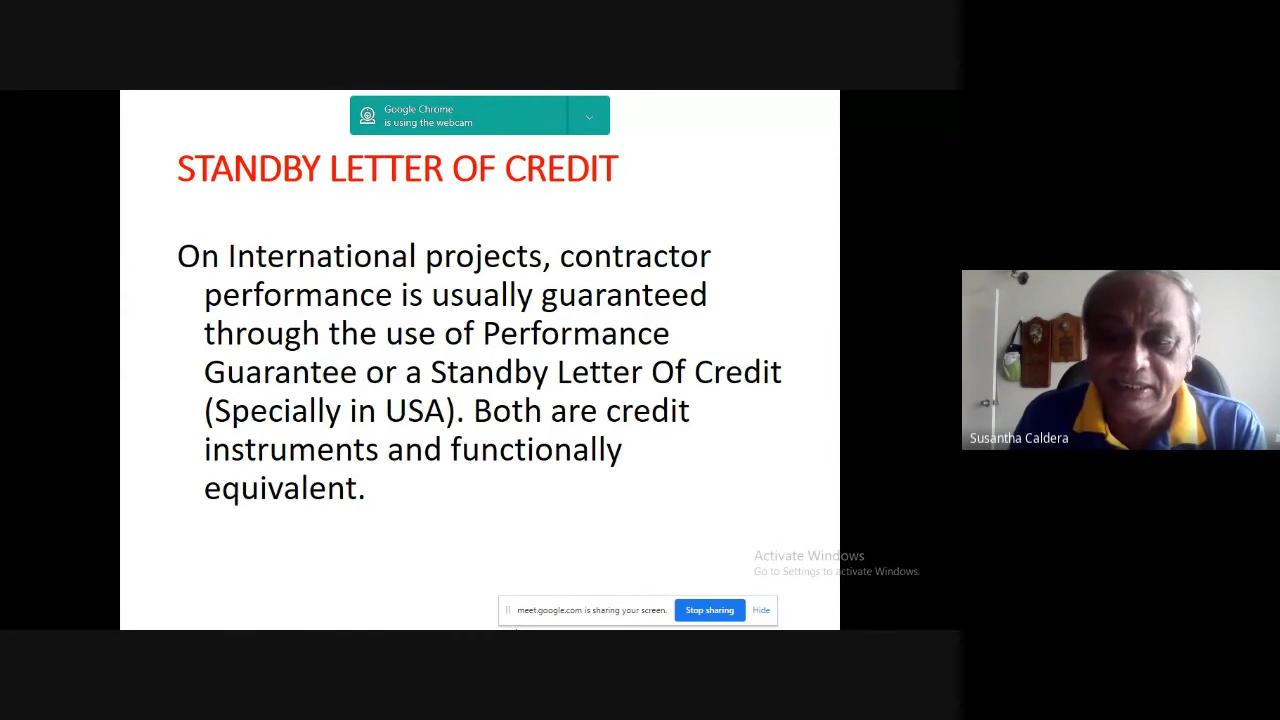 Google Chrome
is using the webcam
STANDBY LETTER OF CREDIT
On International projects, contractor
performance is usually guaranteed
through the use of Performance
Guarantee or a Standby Letter Of Credit
(Specially in USA). Both are credit
instruments and functionally
equivalent.
Susantha Caldera
Activate Windows
Go to Settings to activate Windows.
meet.google.com is sharing your screen. Stop sharing Hide